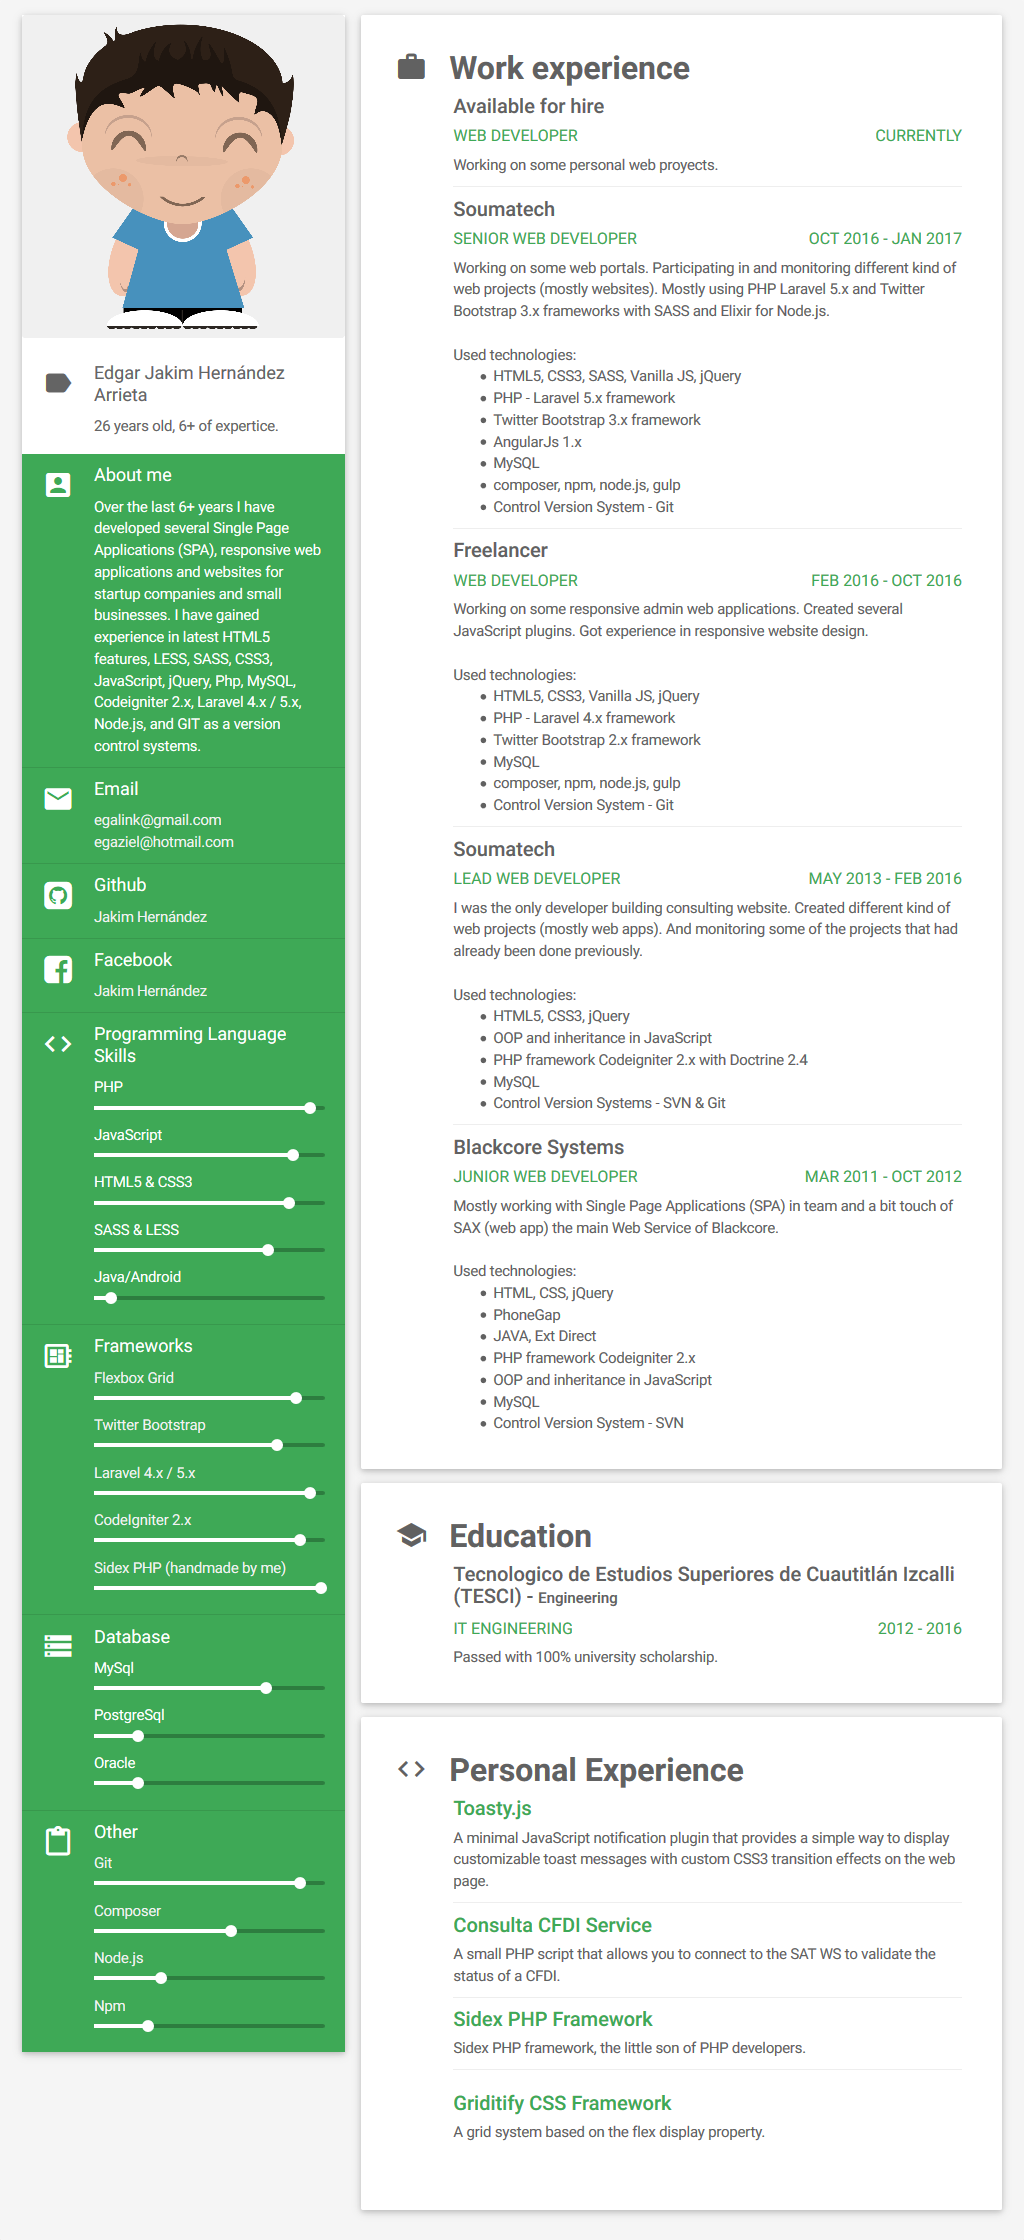 Edgar Jakim Hernández
Arrieta
26 years old, 6+ of expertice.
About me
Over the last 6+ years I have
developed several Single Page
Applications (SPA), responsive web
applications and websites for
startup companies and small
businesses. I have gained
experience in latest HTML5
features, LESS, SASS, CSS3,
JavaScript, jQuery, Php, MySQL,
Codeigniter 2.x, Laravel 4.x / 5.x,
Node.js, and GIT as a version
control systems.
Email
egalink@gmail.com
egaziel@hotmail.com
Github
Jakim Hernández
Facebook
Jakim Hernández
Programming Language
Skills
PHP
JavaScript
HTML5 & CSS3
SASS & LESS
Java/Android
Frameworks
Flexbox Grid
Twitter Bootstrap
Laravel 4.x / 5.x
CodeIgniter 2.x
Sidex PHP (handmade by me)
Database
MySql
PostgreSql
Oracle
Other
Git
Composer
Node.js
Npm
Work experience
Available for hire
WEB DEVELOPER CURRENTLY
Working on some personal web proyects.
Soumatech
SENIOR WEB DEVELOPER OCT 2016 - JAN 2017
Working on some web portals. Participating in and monitoring different kind of
web projects (mostly websites). Mostly using PHP Laravel 5.x and Twitter
Bootstrap 3.x frameworks with SASS and Elixir for Node.js.
Used technologies:
• HTML5, CSS3, SASS, Vanilla JS, jQuery
• PHP - Laravel 5.x framework
• Twitter Bootstrap 3.x framework
• AngularJs 1.x
• MySQL
• composer, npm, node.js, gulp
• Control Version System - Git
Freelancer
WEB DEVELOPER FEB 2016 - OCT 2016
Working on some responsive admin web applications. Created several
JavaScript plugins. Got experience in responsive website design.
Used technologies:
• HTML5, CSS3, Vanilla JS, jQuery
• PHP - Laravel 4.x framework
• Twitter Bootstrap 2.x framework
• MySQL
• composer, npm, node.js, gulp
• Control Version System - Git
Soumatech
LEAD WEB DEVELOPER MAY 2013 - FEB 2016
I was the only developer building consulting website. Created different kind of
web projects (mostly web apps). And monitoring some of the projects that had
already been done previously.
Used technologies:
• HTML5, CSS3, jQuery
• OOP and inheritance in JavaScript
• PHP framework Codeigniter 2.x with Doctrine 2.4
• MySQL
• Control Version Systems - SVN & Git
Blackcore Systems
JUNIOR WEB DEVELOPER MAR 2011 - OCT 2012
Mostly working with Single Page Applications (SPA) in team and a bit touch of
SAX (web app) the main Web Service of Blackcore.
Used technologies:
• HTML, CSS, jQuery
• PhoneGap
• JAVA, Ext Direct
• PHP framework Codeigniter 2.x
• OOP and inheritance in JavaScript
• MySQL
• Control Version System - SVN
Education
Tecnologico de Estudios Superiores de Cuautitlán Izcalli
(TESCI) - Engineering
IT ENGINEERING 2012 - 2016
Passed with 100% university scholarship.
Personal Experience
Toasty.js
A minimal JavaScript notification plugin that provides a simple way to display
customizable toast messages with custom CSS3 transition effects on the web
page.
Consulta CFDI Service
A small PHP script that allows you to connect to the SAT WS to validate the
status of a CFDI.
Sidex PHP Framework
Sidex PHP framework, the little son of PHP developers.
Griditify CSS Framework
A grid system based on the flex display property.